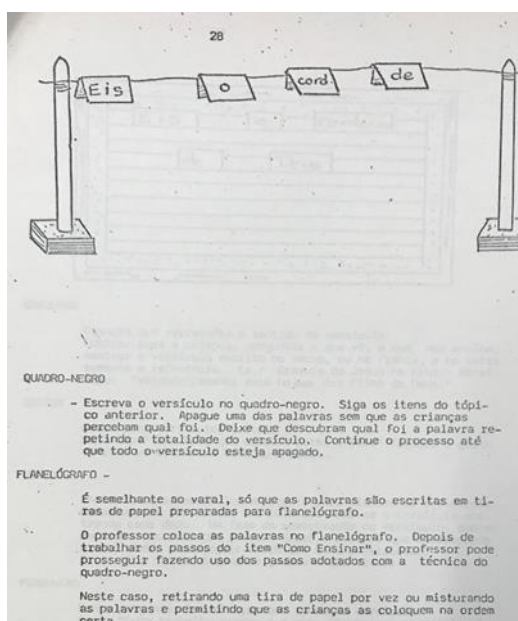 28
Eis o cord. de
QUADRO-NEGRO
- Escreva o versículo no quadro-negro. Siga os itens do tópi-
co anterior. Apague uma das palavras sem que as crianças
percebam qual foi. Deixe que descubram qual foi a palavra re-
petindo a totalidade do versículo. Continue o processo até
que todo o versículo esteja apagado.
FLANELÓGRAFO -
É semelhante ao varal, só que as palavras são escritas em ti-
ras de papel preparadas para flanelógrafo.
O professor coloca as palavras no flanelógrafo. Depois de
trabalhar os passos do item "Como Ensinar", o professor pode
prosseguir fazendo uso dos passos adotados com a técnica do
quadro-negro.
Neste caso, retirando uma tira de papel por vez ou misturando
as palavras e permitindo que as crianças as coloquem na ordem
certa.